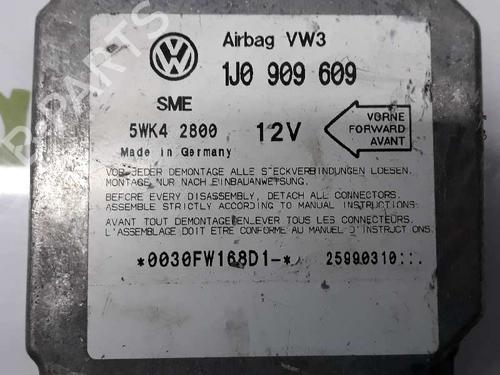 Airbag VW3
1J0 909 609
SME
5WK4 2800
12V
VORNE
FORWARD
AVANT
Made in Germany
VOR JEDER DEMONTAGE ALLE STECKVERBINDUNGEN LOESEN.
MONTAGE NUR NACH EINBAUANWEISUNG.
BEFORE EVERY DISASSEMBLY, DETACH ALL CONNECTORS.
ASSEMBLE STRICTLY ACCORDING TO MANUAL INSTRUCTIONS.
AVANT TOUT DEMONTAGE ENLEVER TOUS LES CONNECTEURS.
L'ASSEMBLAGE DOIT ETRE CONFORME AU MANUEL D'INSTRUCTIONS.
*0030FW168D1-*
25990310::.
B-PARTS